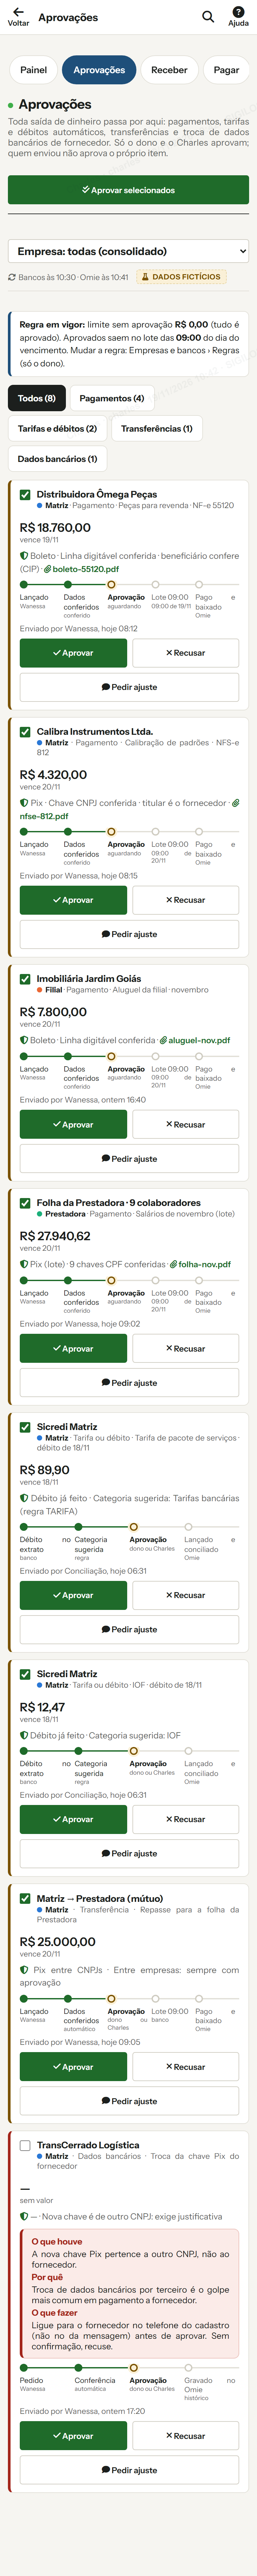 Voltar
Aprovações
Ajuda
Painel
Aprovações
Receber
Pagar
Aprovações
Toda saída de dinheiro passa por aqui: pagamentos, tarifas
e débitos automáticos, transferências e troca de dados
bancários de fornecedor. Só o dono e o Charles aprovam;
quem enviou não aprova o próprio item.
Aprovar selecionados
Empresa: todas (consolidado)
Bancos às 10:30 · Omie às 10:41
DADOS FICTÍCIOS
Regra em vigor: limite sem aprovação R$ 0,00 (tudo é
aprovado). Aprovados saem no lote das 09:00 do dia do
vencimento. Mudar a regra: Empresas e bancos › Regras
(só o dono).
Todos (8)
Pagamentos (4)
Tarifas e débitos (2)
Transferências (1)
Dados bancários (1)
Distribuidora Ômega Peças
Matriz · Pagamento · Peças para revenda · NF-e 55120
R$ 18.760,00
vence 19/11
Boleto · Linha digitável conferida · beneficiário confere
(CIP) · boleto-55120.pdf
Lançado Dados Aprovação Lote 09:00 Pago e
Wanessa conferidos aguardando 09:00 de 19/11 baixado
conferido Omie
Enviado por Wanessa, hoje 08:12
Aprovar
Recusar
Pedir ajuste
Calibra Instrumentos Ltda.
Matriz · Pagamento · Calibração de padrões · NFS-e
812
R$ 4.320,00
vence 20/11
Pix · Chave CNPJ conferida · titular é o fornecedor ·
nfse-812.pdf
Lançado Dados Aprovação Lote 09:00 Pago e
Wanessa conferidos aguardando 09:00 de baixado
conferido 20/11 Omie
Enviado por Wanessa, hoje 08:15
Aprovar
Recusar
Pedir ajuste
Imobiliária Jardim Goiás
Filial · Pagamento · Aluguel da filial · novembro
R$ 7.800,00
vence 20/11
Boleto · Linha digitável conferida · aluguel-nov.pdf
Lançado Dados Aprovação Lote 09:00 Pago e
Wanessa conferidos aguardando 09:00 de baixado
conferido 20/11 Omie
Enviado por Wanessa, ontem 16:40
Aprovar
Recusar
Pedir ajuste
Folha da Prestadora · 9 colaboradores
Prestadora · Pagamento · Salários de novembro (lote)
R$ 27.940,62
vence 20/11
Pix (lote) · 9 chaves CPF conferidas · folha-nov.pdf
Lançado Dados Aprovação Lote 09:00 Pago e
Wanessa conferidos aguardando 09:00 de baixado
conferido 20/11 Omie
Enviado por Wanessa, hoje 09:02
Aprovar
Recusar
Pedir ajuste
Sicredi Matriz
Matriz · Tarifa ou débito · Tarifa de pacote de serviços ·
débito de 18/11
R$ 89,90
vence 18/11
Débito já feito · Categoria sugerida: Tarifas bancárias
(regra TARIFA)
Débito no Categoria Aprovação Lançado e
extrato sugerida dono ou Charles conciliado
banco regra Omie
Enviado por Conciliação, hoje 06:31
Aprovar
Recusar
Pedir ajuste
Sicredi Matriz
Matriz · Tarifa ou débito · IOF · débito de 18/11
R$ 12,47
vence 18/11
Débito já feito · Categoria sugerida: IOF
Débito no Categoria Aprovação Lançado e
extrato sugerida dono ou Charles conciliado
banco regra Omie
Enviado por Conciliação, hoje 06:31
Aprovar
Recusar
Pedir ajuste
Matriz → Prestadora (mútuo)
Matriz · Transferência · Repasse para a folha da
Prestadora
R$ 25.000,00
vence 20/11
Pix entre CNPJs · Entre empresas: sempre com
aprovação
Lançado Dados Aprovação Lote 09:00 Pago e
Wanessa conferidos dono ou banco baixado
automático Charles Omie
Enviado por Wanessa, hoje 09:05
Aprovar
Recusar
Pedir ajuste
TransCerrado Logística
Matriz · Dados bancários · Troca da chave Pix do
fornecedor
—
sem valor
— · Nova chave é de outro CNPJ: exige justificativa
O que houve
A nova chave Pix pertence a outro CNPJ, não ao
fornecedor.
Por quê
Troca de dados bancários por terceiro é o golpe
mais comum em pagamento a fornecedor.
O que fazer
Ligue para o fornecedor no telefone do cadastro
(não no da mensagem) antes de aprovar. Sem
confirmação, recuse.
Pedido Conferência Aprovação Gravado no
Wanessa automática dono ou Charles Omie
histórico
Enviado por Wanessa, ontem 17:20
Aprovar
Recusar
Pedir ajuste